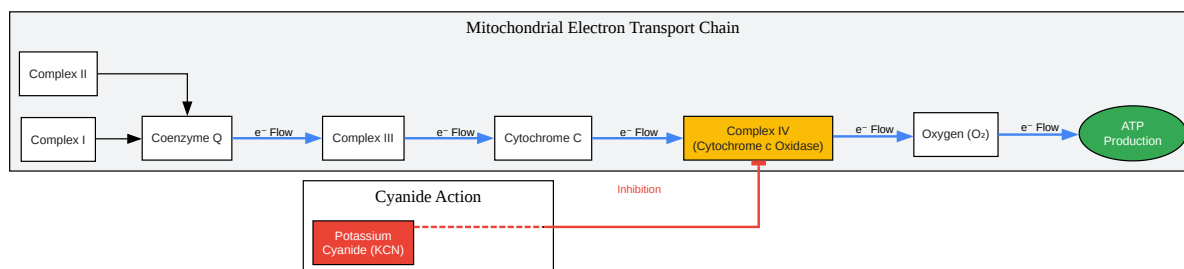 Mitochondrial Electron Transport Chain
Complex II
Complex I
Coenzyme Q
e⁻ Flow
Complex III
e⁻ Flow
Cytochrome C
e⁻ Flow
Complex IV
(Cytochrome c Oxidase)
e⁻ Flow
Oxygen (O₂)
e⁻ Flow
ATP
Production
Cyanide Action
Inhibition
Potassium
Cyanide (KCN)